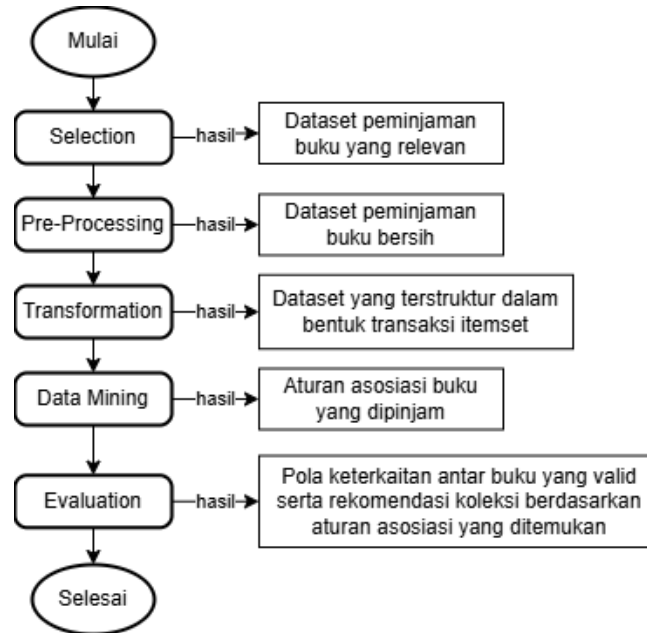 Mulai
Selection
hasil
Dataset peminjaman
buku yang relevan
Pre-Processing
hasil
Dataset peminjaman
buku bersih
Transformation
hasil
Dataset yang terstruktur dalam
bentuk transaksi itemset
Data Mining
hasil
Aturan asosiasi buku
yang dipinjam
Evaluation
hasil
Pola keterkaitan antar buku yang valid
serta rekomendasi koleksi berdasarkan
aturan asosiasi yang ditemukan
Selesai